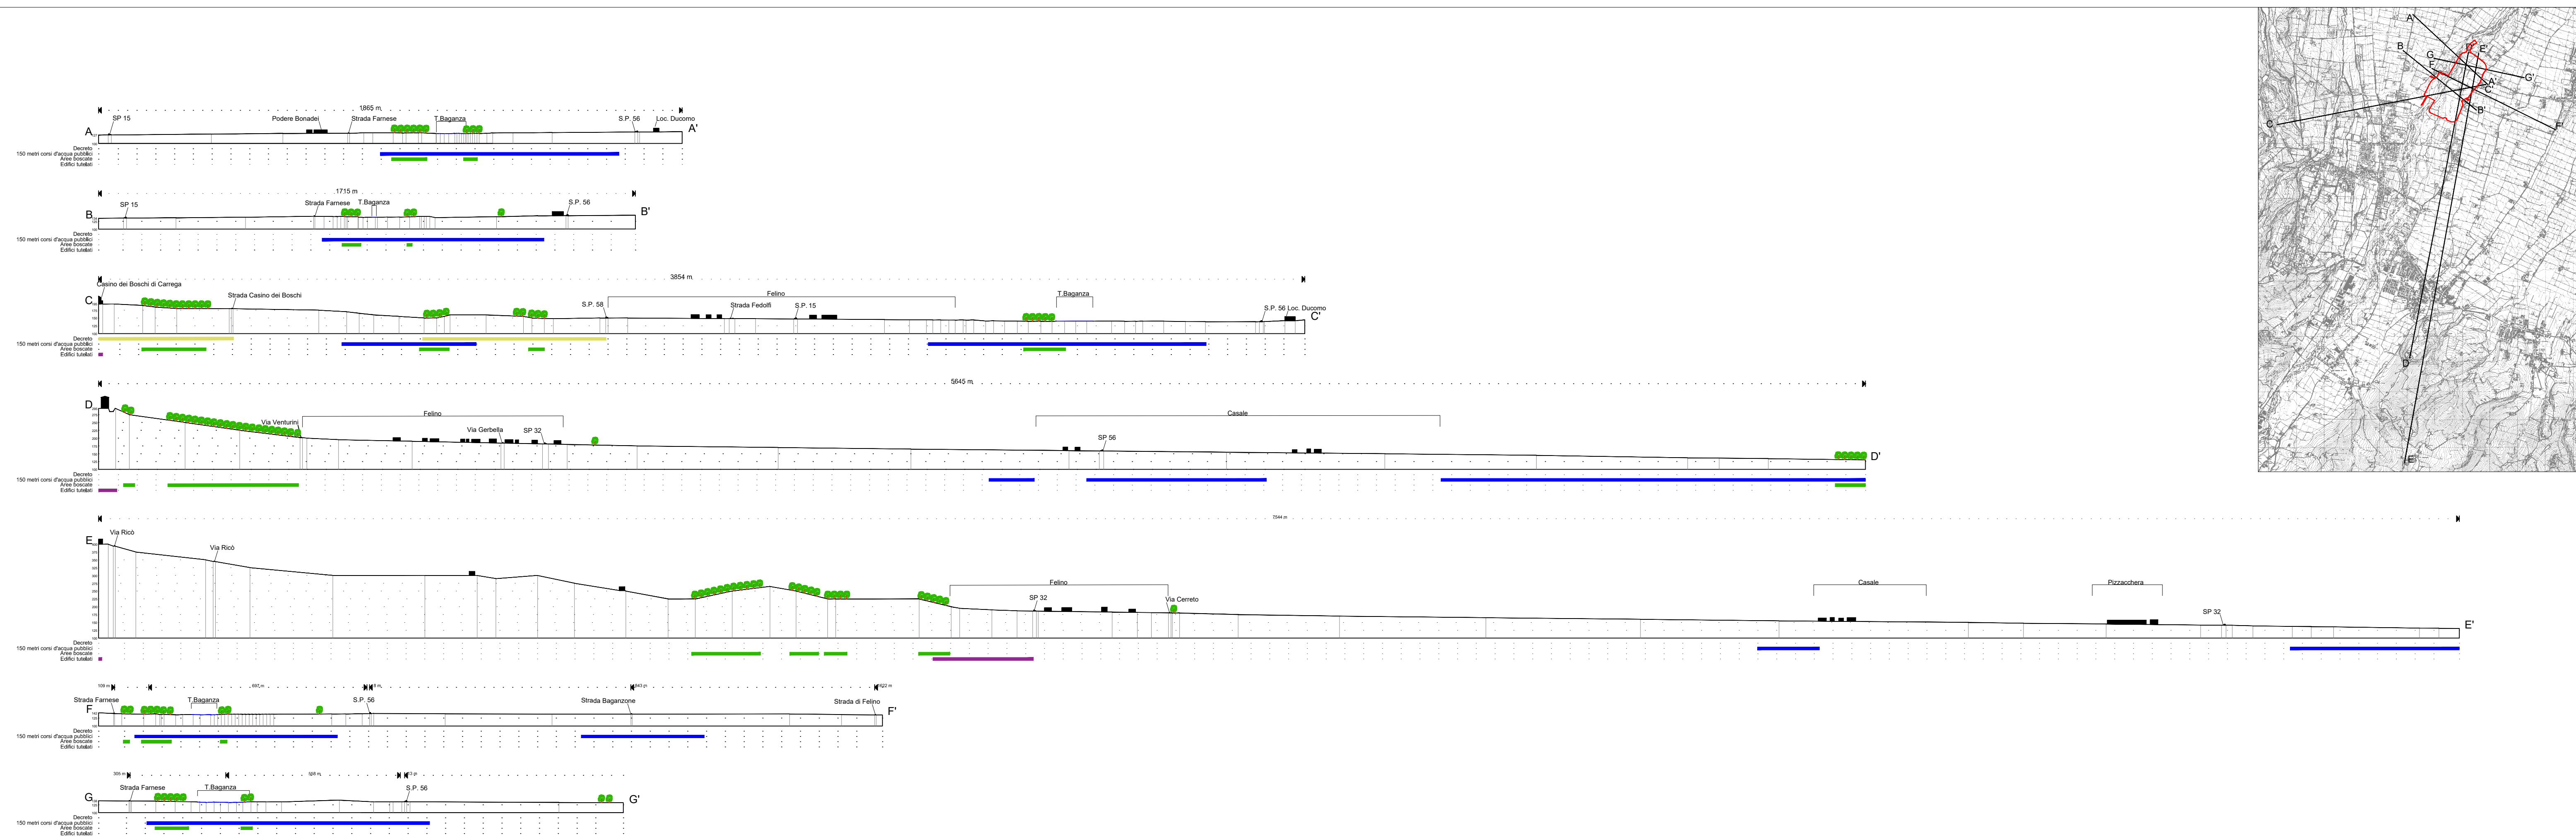 1865 m.
SP 15 Podere Bonadei Strada Farnese T.Baganza S.P. 56 Loc. Ducomo
A A'
Decreto
150 metri corsi d'acqua pubblici
Aree boscate
Edifici tutelati
1715 m
SP 15 Strada Farnese T.Baganza S.P. 56
B B'
Decreto
150 metri corsi d'acqua pubblici
Aree boscate
Edifici tutelati
3854 m.
Casino dei Boschi di Carrega Strada Casino dei Boschi Felino T.Baganza
C S.P. 58 Strada Fedolfi S.P. 15 S.P. 56 Loc. Ducomo C'
Decreto
150 metri corsi d'acqua pubblici
Aree boscate
Edifici tutelati
5645 m.
D Felino Casale
Via Venturini Via Gerbella SP 32 SP 56 D'
Decreto
150 metri corsi d'acqua pubblici
Aree boscate
Edifici tutelati
Via Ricò
E Via Ricò
Felino Casale Pizzacchera
SP 32 Via Cerreto SP 32 E'
Decreto
150 metri corsi d'acqua pubblici
Aree boscate
Edifici tutelati
Strada Farnese T.Baganza S.P. 56 Strada Baganzone Strada di Felino
F F'
Decreto
150 metri corsi d'acqua pubblici
Aree boscate
Edifici tutelati
Strada Farnese T.Baganza S.P. 56
G G'
Decreto
150 metri corsi d'acqua pubblici
Aree boscate
Edifici tutelati
A'
B D' E'
G
F G'
A'
C'
B'
C F'
D
E